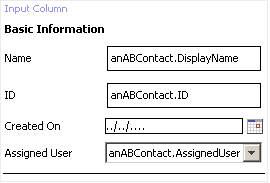 Input Column
Basic Information
Name anABContact.DisplayName
ID anABContact.ID
Created On ../../....
Assigned User anABContact.AssignedUser